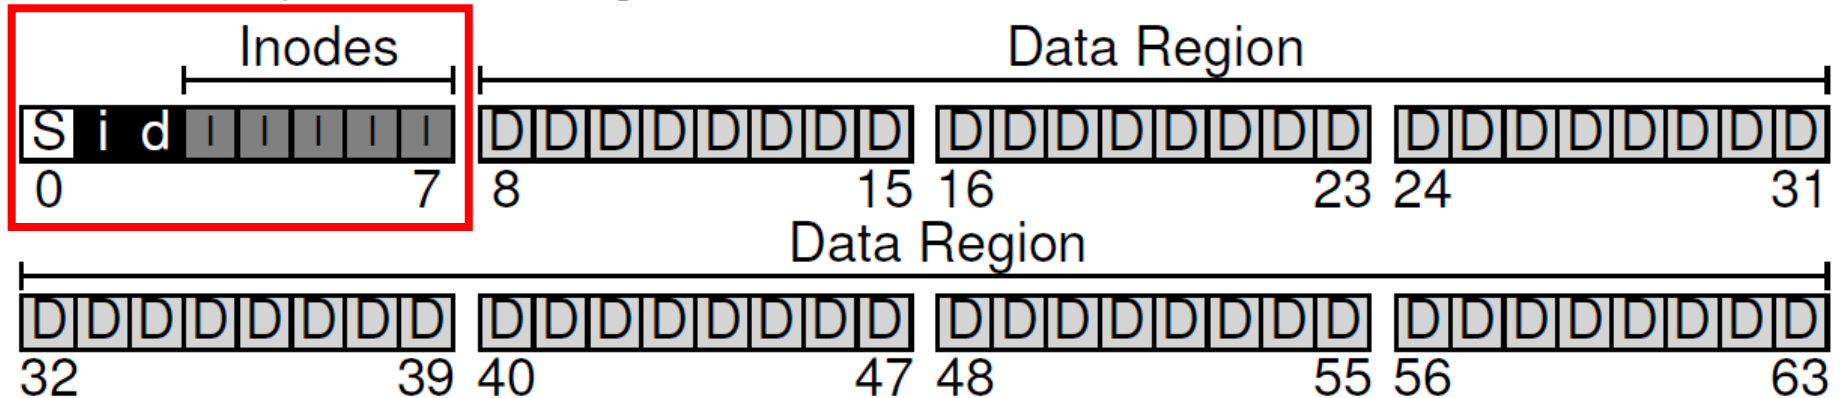 Inodes Data Region
S i d I I I I I D D D D D D D D D D D D D D D D D D D D D D D D
0 7 8 15 16 23 24 31
Data Region
D D D D D D D D D D D D D D D D D D D D D D D D D D D D D D D D
32 39 40 47 48 55 56 63